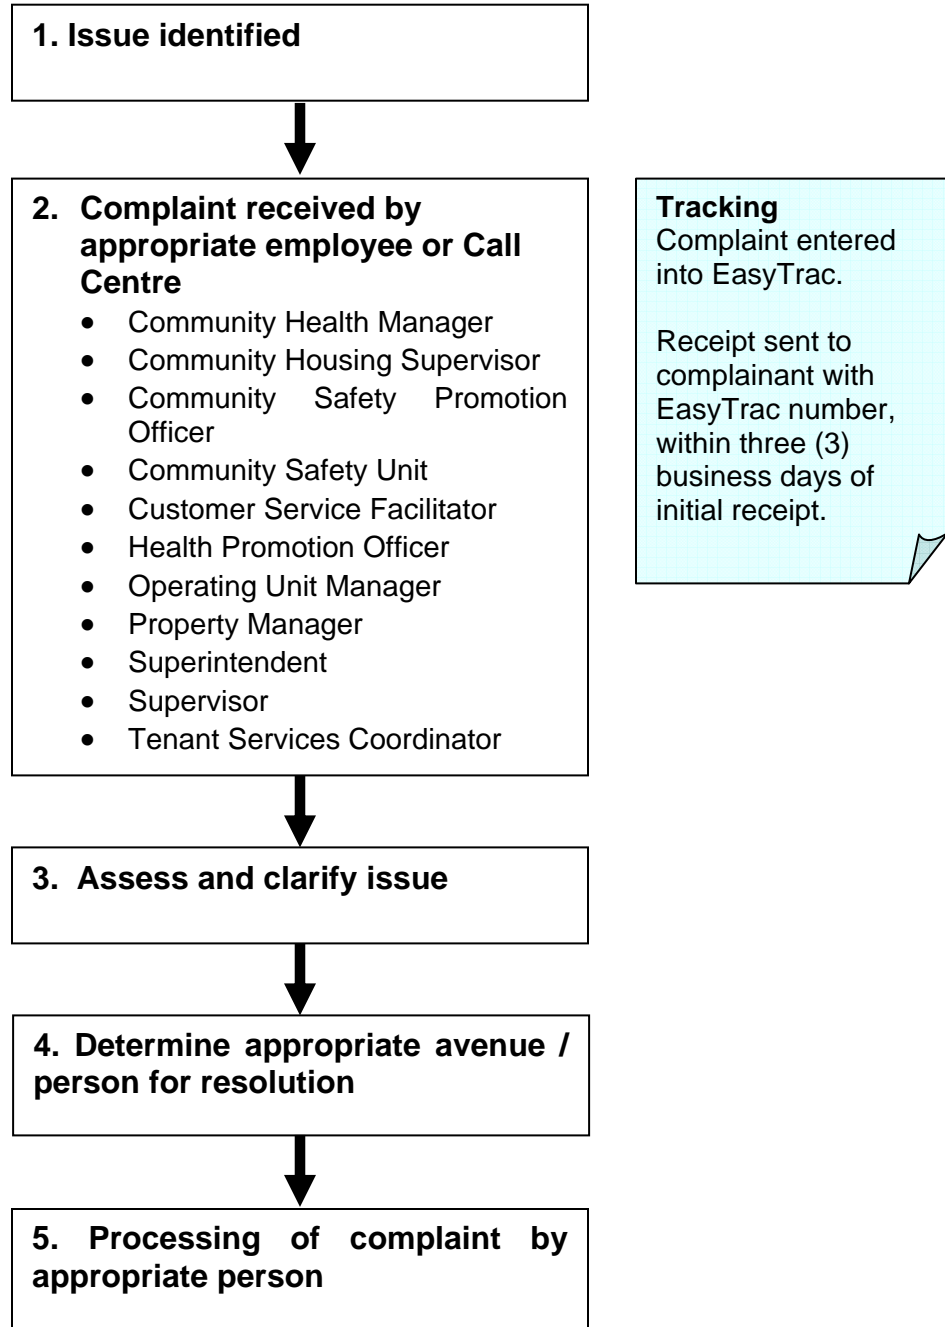 1. Issue identified
2. Complaint received by
appropriate employee or Call
Centre
• Community Health Manager
• Community Housing Supervisor
• Community Safety Promotion
Officer
• Community Safety Unit
• Customer Service Facilitator
• Health Promotion Officer
• Operating Unit Manager
• Property Manager
• Superintendent
• Supervisor
• Tenant Services Coordinator
Tracking
Complaint entered
into EasyTrac.
Receipt sent to
complainant with
EasyTrac number,
within three (3)
business days of
initial receipt.
3. Assess and clarify issue
4. Determine appropriate avenue /
person for resolution
5. Processing of complaint by
appropriate person